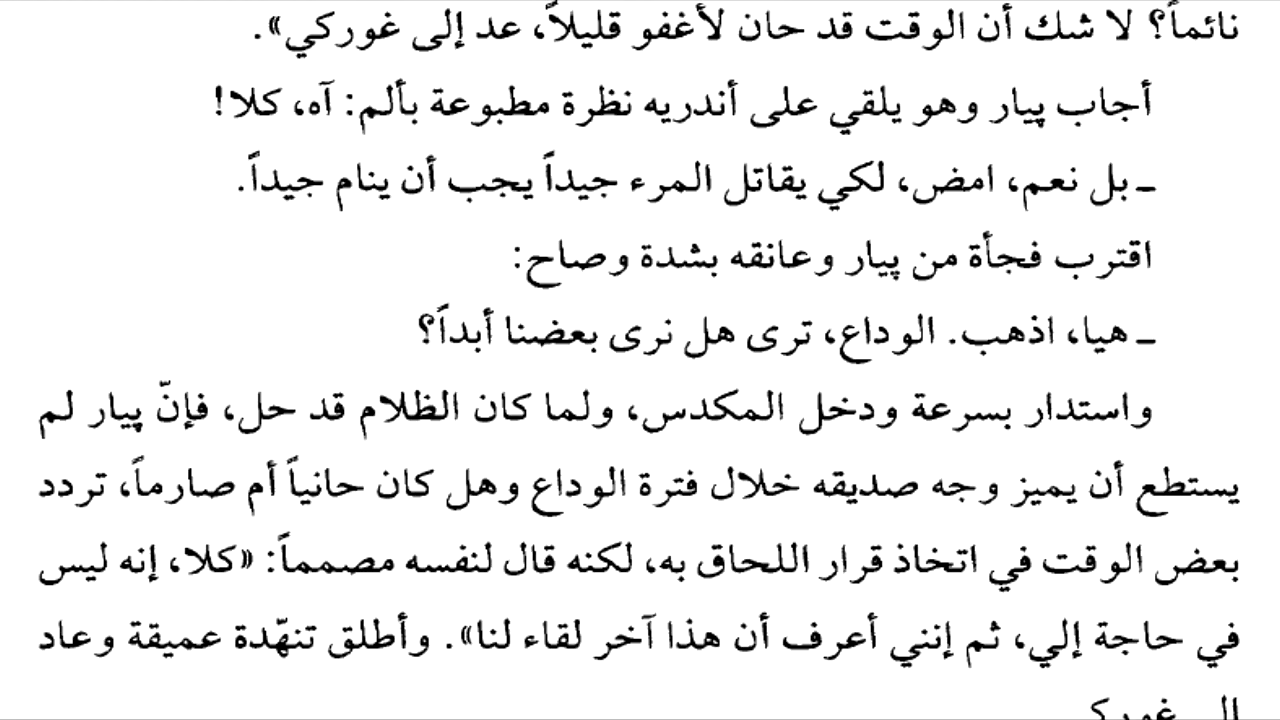 نائماً؟ لا شك أن الوقت قد حان لأغفو قليلاً، عد إلى غوركي».
أجاب پيار وهو يلقي على أندريه نظرة مطبوعة بألم: آه، كلا!
ـ بل نعم، امض، لكي يقاتل المرء جيداً يجب أن ينام جيداً.
اقترب فجأة من پيار وعانقه بشدة وصاح:
ـ هيا، اذهب. الوداع، ترى هل نرى بعضنا أبداً؟
واستدار بسرعة ودخل المكدس، ولما كان الظلام قد حل، فإنّ پيار لم
يستطع أن يميز وجه صديقه خلال فترة الوداع وهل كان حانياً أم صارماً، تردد
بعض الوقت في اتخاذ قرار اللحاق به، لكنه قال لنفسه مصمماً: «كلا، إنه ليس
في حاجة إلي، ثم إنني أعرف أن هذا آخر لقاء لنا». وأطلق تنهّدة عميقة وعاد
إلى غوركي